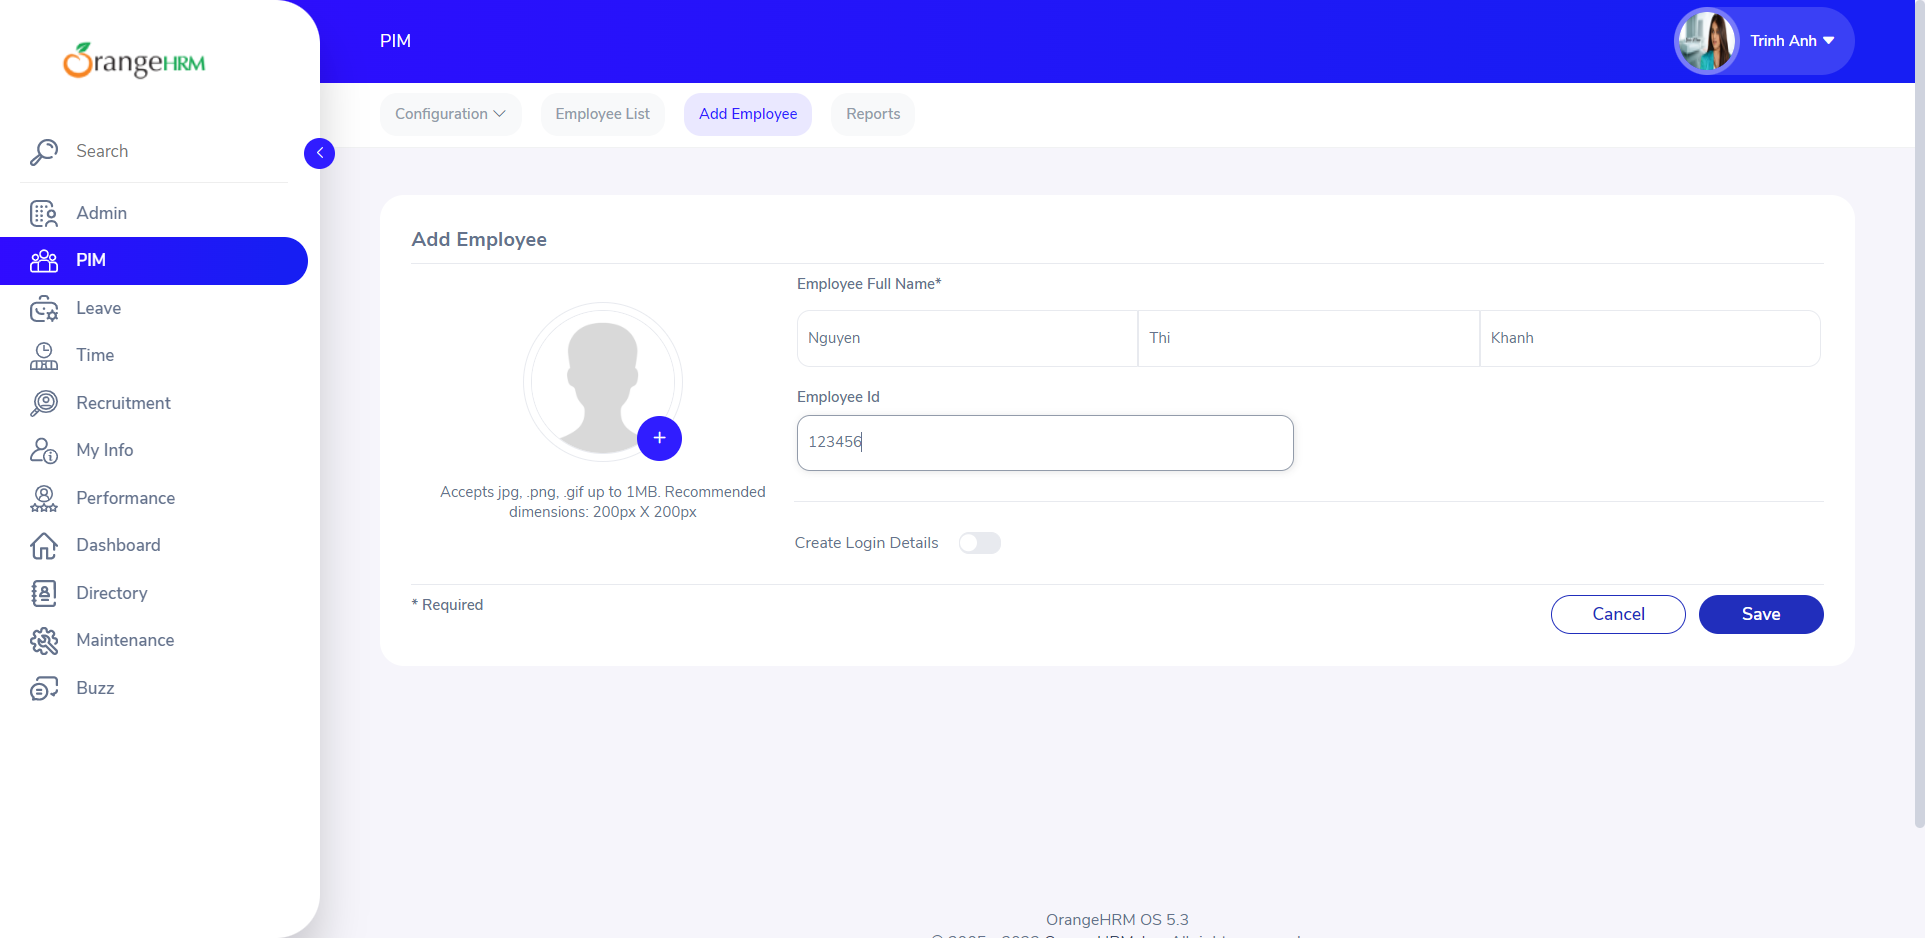 OrangeHRM
PIM
Trinh Anh
Configuration
Employee List
Add Employee
Reports
Search
Admin
PIM
Leave
Time
Recruitment
My Info
Performance
Dashboard
Directory
Maintenance
Buzz
Add Employee
Employee Full Name*
Nguyen
Thi
Khanh
Employee Id
123456
Accepts jpg, .png, .gif up to 1MB. Recommended
dimensions: 200px X 200px
Create Login Details
* Required
Cancel
Save
OrangeHRM OS 5.3